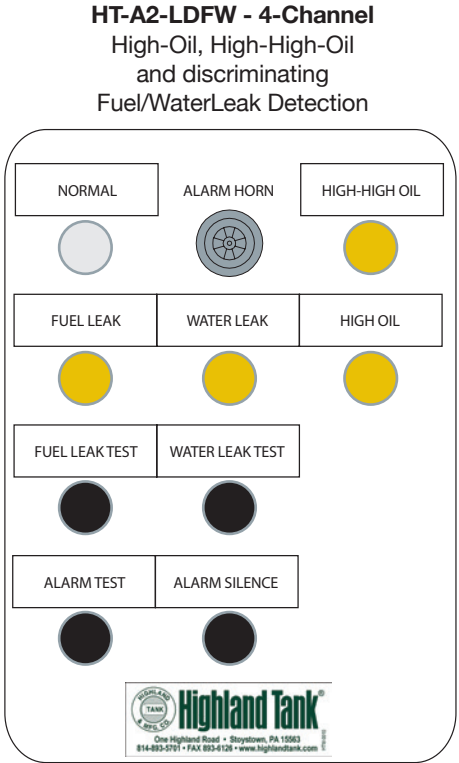 HT-A2-LDFW - 4-Channel
High-Oil, High-High-Oil
and discriminating
Fuel/WaterLeak Detection
NORMAL
ALARM HORN
HIGH-HIGH OIL
FUEL LEAK
WATER LEAK
HIGH OIL
FUEL LEAK TEST
WATER LEAK TEST
ALARM TEST
ALARM SILENCE
HIGHLAND
TANK
& MFG. CO.
Highland Tank®
One Highland Road • Stoystown, PA 15563
814-893-5701 • FAX 893-6126 • www.highlandtank.com